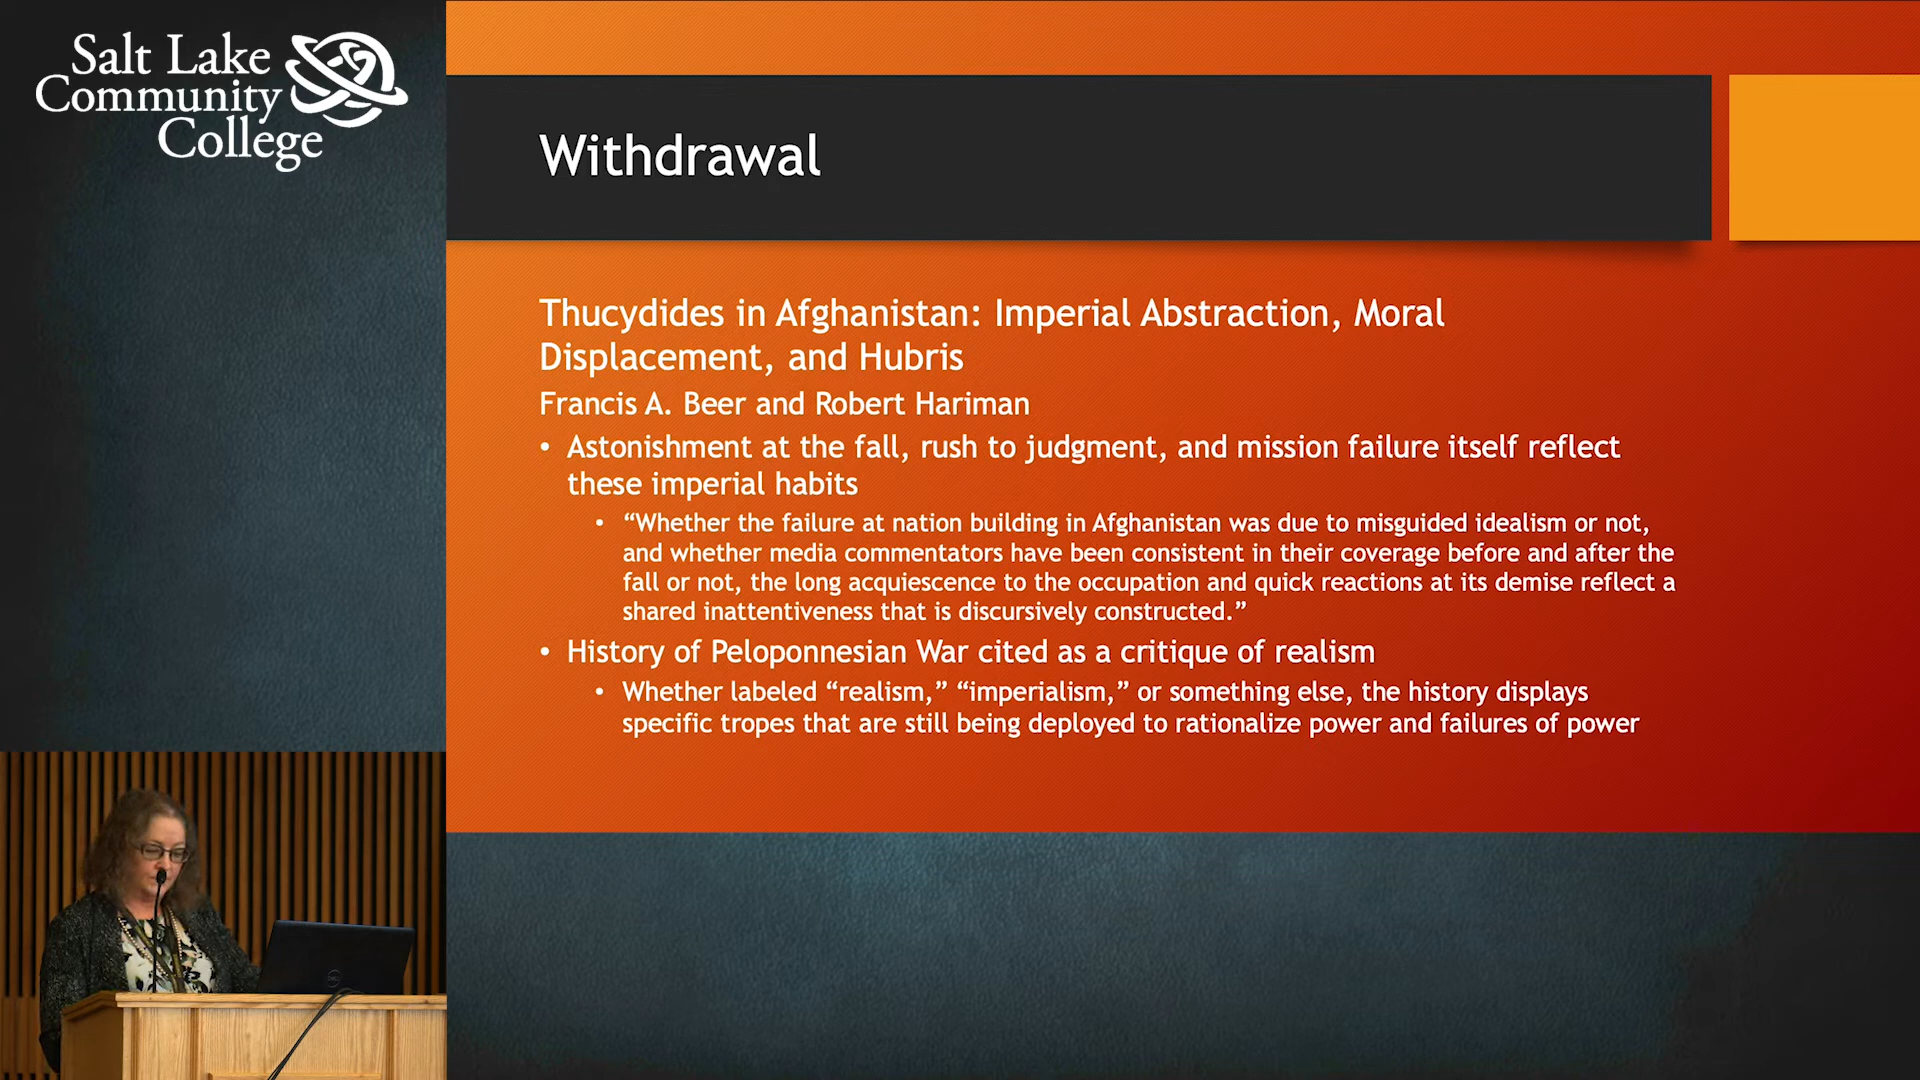 Salt Lake
Community
College
Withdrawal
Thucydides in Afghanistan: Imperial Abstraction, Moral
Displacement, and Hubris
Francis A. Beer and Robert Hariman
• Astonishment at the fall, rush to judgment, and mission failure itself reflect
these imperial habits
• “Whether the failure at nation building in Afghanistan was due to misguided idealism or not,
and whether media commentators have been consistent in their coverage before and after the
fall or not, the long acquiescence to the occupation and quick reactions at its demise reflect a
shared inattentiveness that is discursively constructed.”
• History of Peloponnesian War cited as a critique of realism
• Whether labeled “realism,” “imperialism,” or something else, the history displays
specific tropes that are still being deployed to rationalize power and failures of power